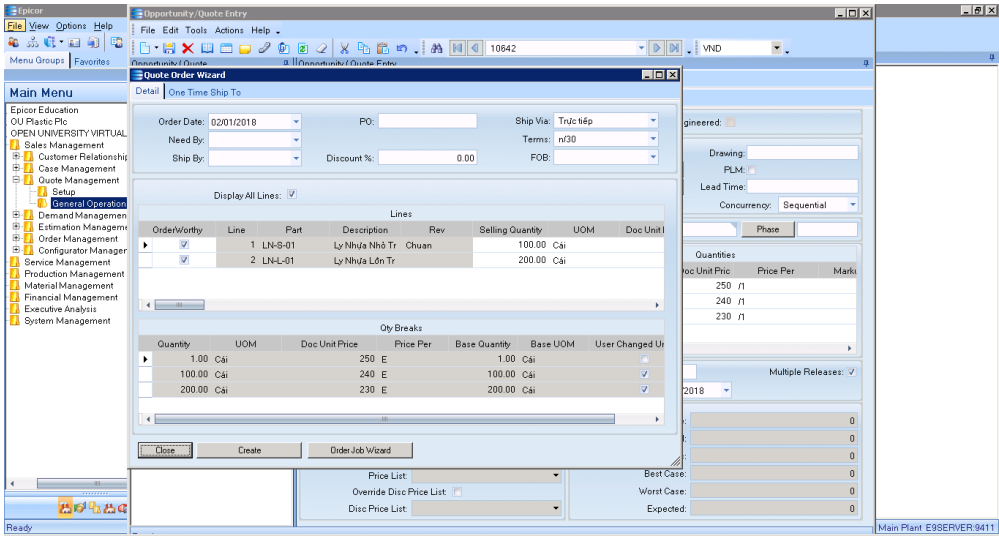 Epicor
File View Options Help
Menu Groups Favorites
Main Menu
Epicor Education
OU Plastic Plc
OPEN UNIVERSITY VIRTUAL
Sales Management
Customer Relationship
Case Management
Quote Management
Setup
General Operation
Demand Managemen
Estimation Manageme
Order Management
Configurator Manager
Service Management
Production Management
Material Management
Financial Management
Executive Analysis
System Management
Ready
Opportunity/Quote Entry
File Edit Tools Actions Help
10642
VND
Opportunity/Quote
Opportunity/Quote Entry
Quote Order Wizard
Detail One Time Ship To
Order Date: 02/01/2018 PO: Ship Via: Trực tiếp
Need By: Terms: n/30
Ship By: Discount %: 0.00 FOB:
Display All Lines:
Lines
OrderWorthy Line Part Description Rev Selling Quantity UOM Doc Unit
1 LN-S-01 Ly Nhựa Nhỏ Tr Chuan 100.00 Cái
2 LN-L-01 Ly Nhựa Lớn Tr 200.00 Cái
Qty Breaks
Quantity UOM Doc Unit Price Price Per Base Quantity Base UOM User Changed Ur
1.00 Cái 250 E 1.00 Cái
100.00 Cái 240 E 100.00 Cái
200.00 Cái 230 E 200.00 Cái
Close Create Order Job Wizard
gineered:
Drawing:
PLM:
Lead Time:
Concurrency: Sequential
Phase
Quantities
Doc Unit Pric Price Per Marku
250 /1
240 /1
230 /1
Multiple Releases:
/2018
0
0
0
Price List: Best Case: 0
Override Disc Price List: Worst Case: 0
Disc Price List: Expected: 0
Main Plant E9SERVER:9411